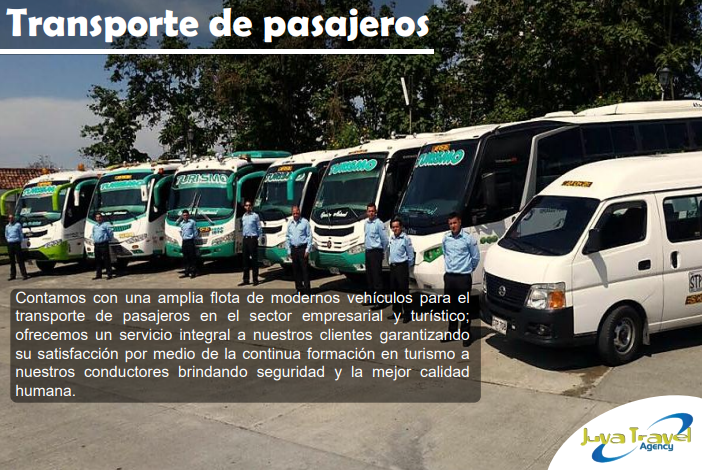 Transporte de pasajeros
TURISMO
TURISMO
TURISMO
TURISMO
TURISMO
Contamos con una amplia flota de modernos vehículos para el
transporte de pasajeros en el sector empresarial y turístico;
ofrecemos un servicio integral a nuestros clientes garantizando
su satisfacción por medio de la continua formación en turismo a
nuestros conductores brindando seguridad y la mejor calidad
humana.
Juva Travel
Agency